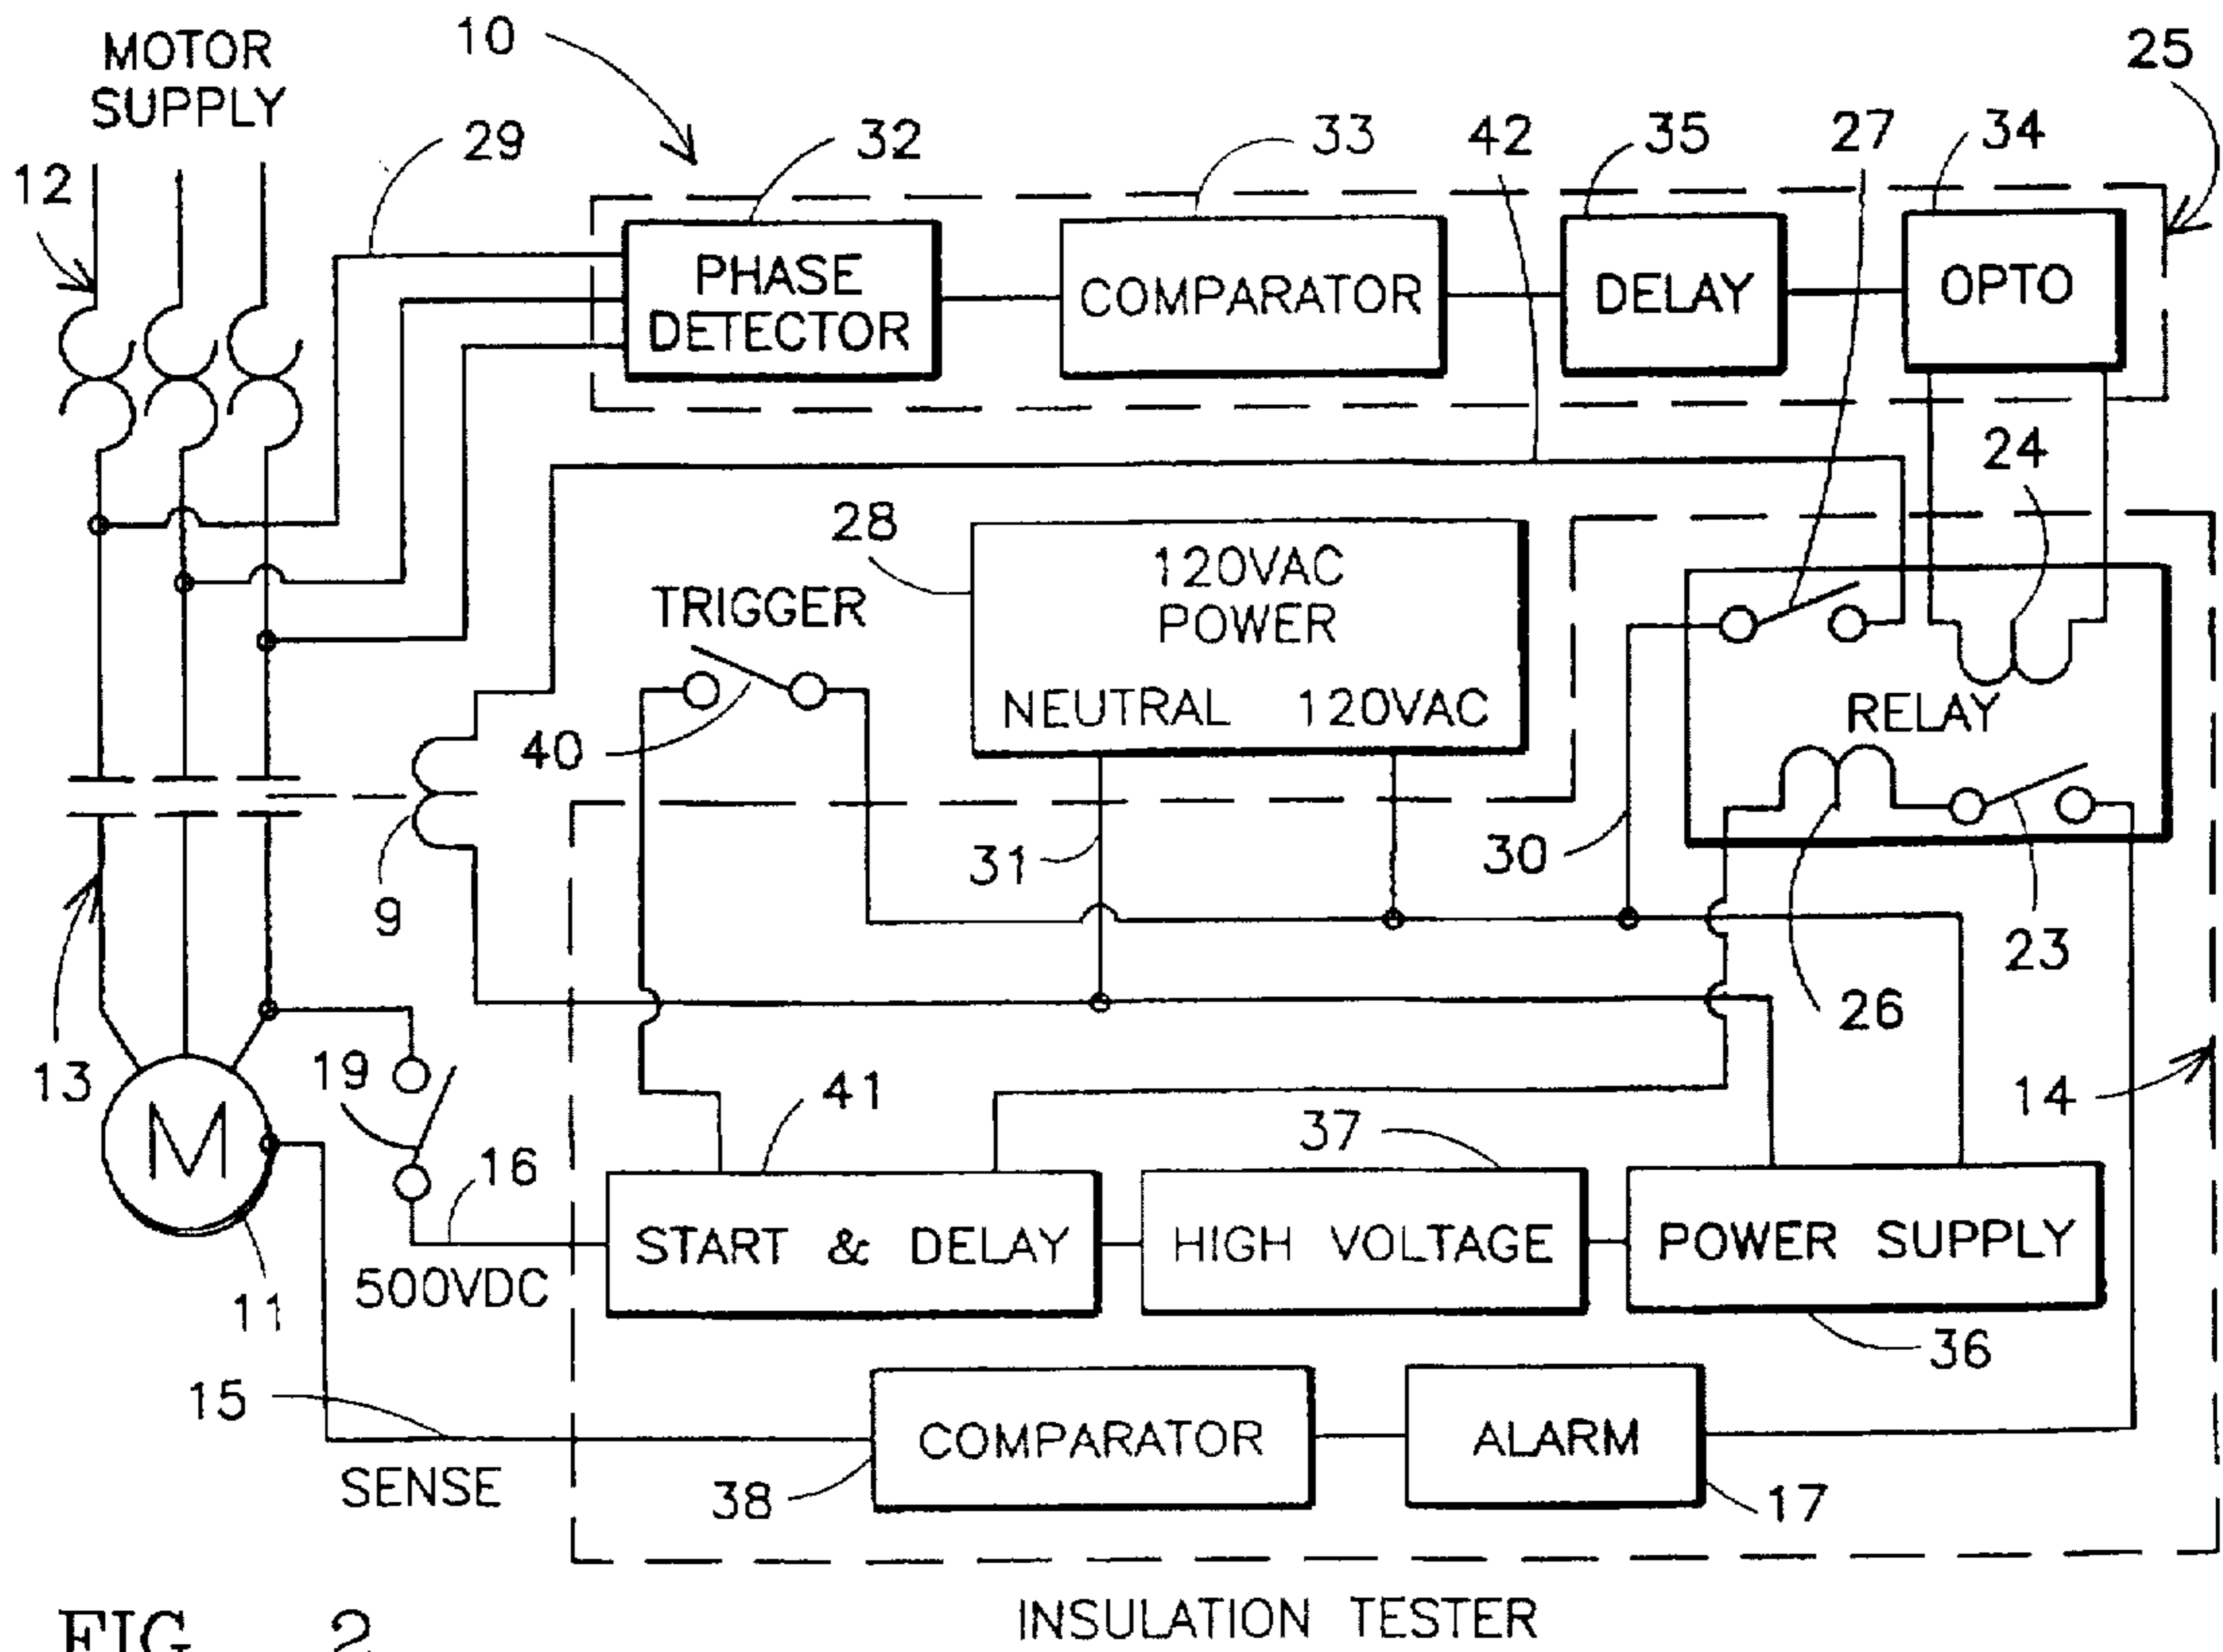 MOTOR
SUPPLY
10
25
12
29
32
33
42
35
27
34
PHASE
DETECTOR
COMPARATOR
DELAY
OPTO
24
28
120VAC
POWER
NEUTRAL 120VAC
TRIGGER
40
RELAY
9
31
30
23
26
13
19
16
41
37
14
M
START & DELAY
HIGH VOLTAGE
POWER SUPPLY
500VDC
11
36
15
SENSE
COMPARATOR
ALARM
38
17
INSULATION TESTER
FIG. 2